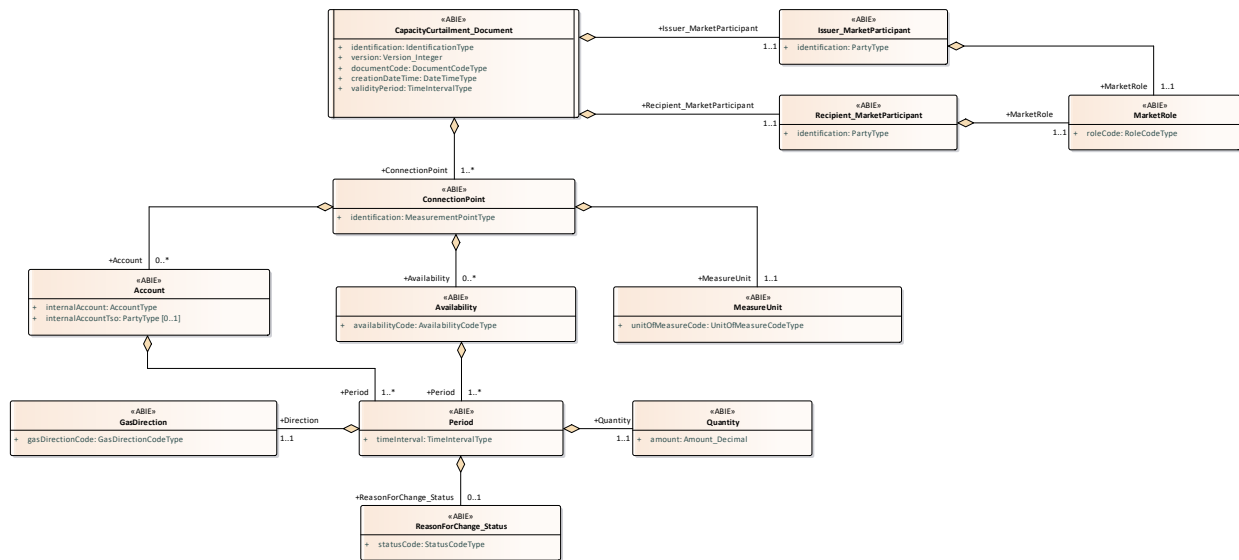 «ABIE»
CapacityCurtailment_Document
+ identification: IdentificationType
+ version: Version_Integer
+ documentCode: DocumentCodeType
+ creationDateTime: DateTimeType
+ validityPeriod: TimeIntervalType
+Issuer_MarketParticipant
1..1
«ABIE»
Issuer_MarketParticipant
+ identification: PartyType
+MarketRole 1..1
+Recipient_MarketParticipant
1..1
«ABIE»
Recipient_MarketParticipant
+ identification: PartyType
+MarketRole
1..1
«ABIE»
MarketRole
+ roleCode: RoleCodeType
+ConnectionPoint 1..*
«ABIE»
ConnectionPoint
+ identification: MeasurementPointType
+Account 0..*
«ABIE»
Account
+ internalAccount: AccountType
+ internalAccountTso: PartyType [0..1]
+Availability 0..*
«ABIE»
Availability
+ availabilityCode: AvailabilityCodeType
+MeasureUnit 1..1
«ABIE»
MeasureUnit
+ unitOfMeasureCode: UnitOfMeasureCodeType
+Period 1..*
+Period 1..*
«ABIE»
GasDirection
+ gasDirectionCode: GasDirectionCodeType
+Direction
1..1
«ABIE»
Period
+ timeInterval: TimeIntervalType
+Quantity
1..1
«ABIE»
Quantity
+ amount: Amount_Decimal
+ReasonForChange_Status 0..1
«ABIE»
ReasonForChange_Status
+ statusCode: StatusCodeType